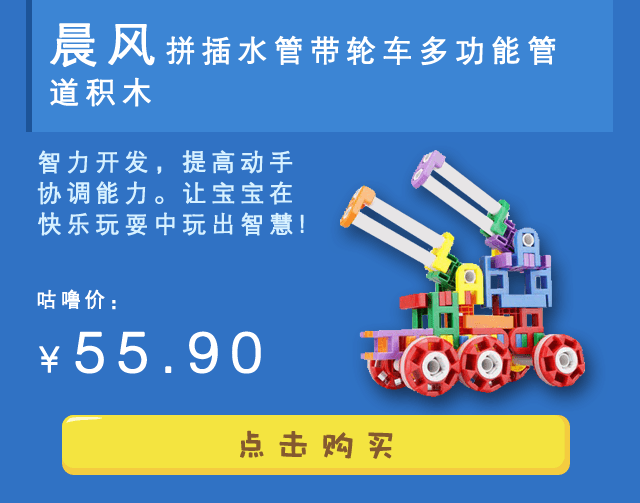 晨风拼插水管带轮车多功能管
道积木
智力开发，提高动手
协调能力。让宝宝在
快乐玩耍中玩出智慧!
咕噜价：
¥55.90
点击购买